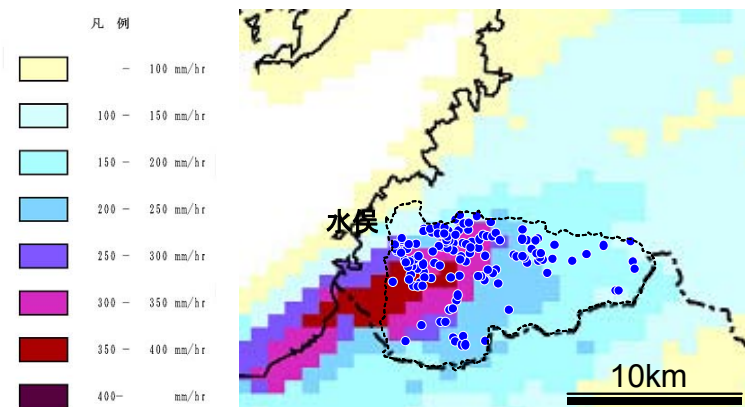 凡 例
- 100 mm/hr
100 - 150 mm/hr
150 - 200 mm/hr
200 - 250 mm/hr
250 - 300 mm/hr
300 - 350 mm/hr
350 - 400 mm/hr
400- mm/hr
水俣
10km